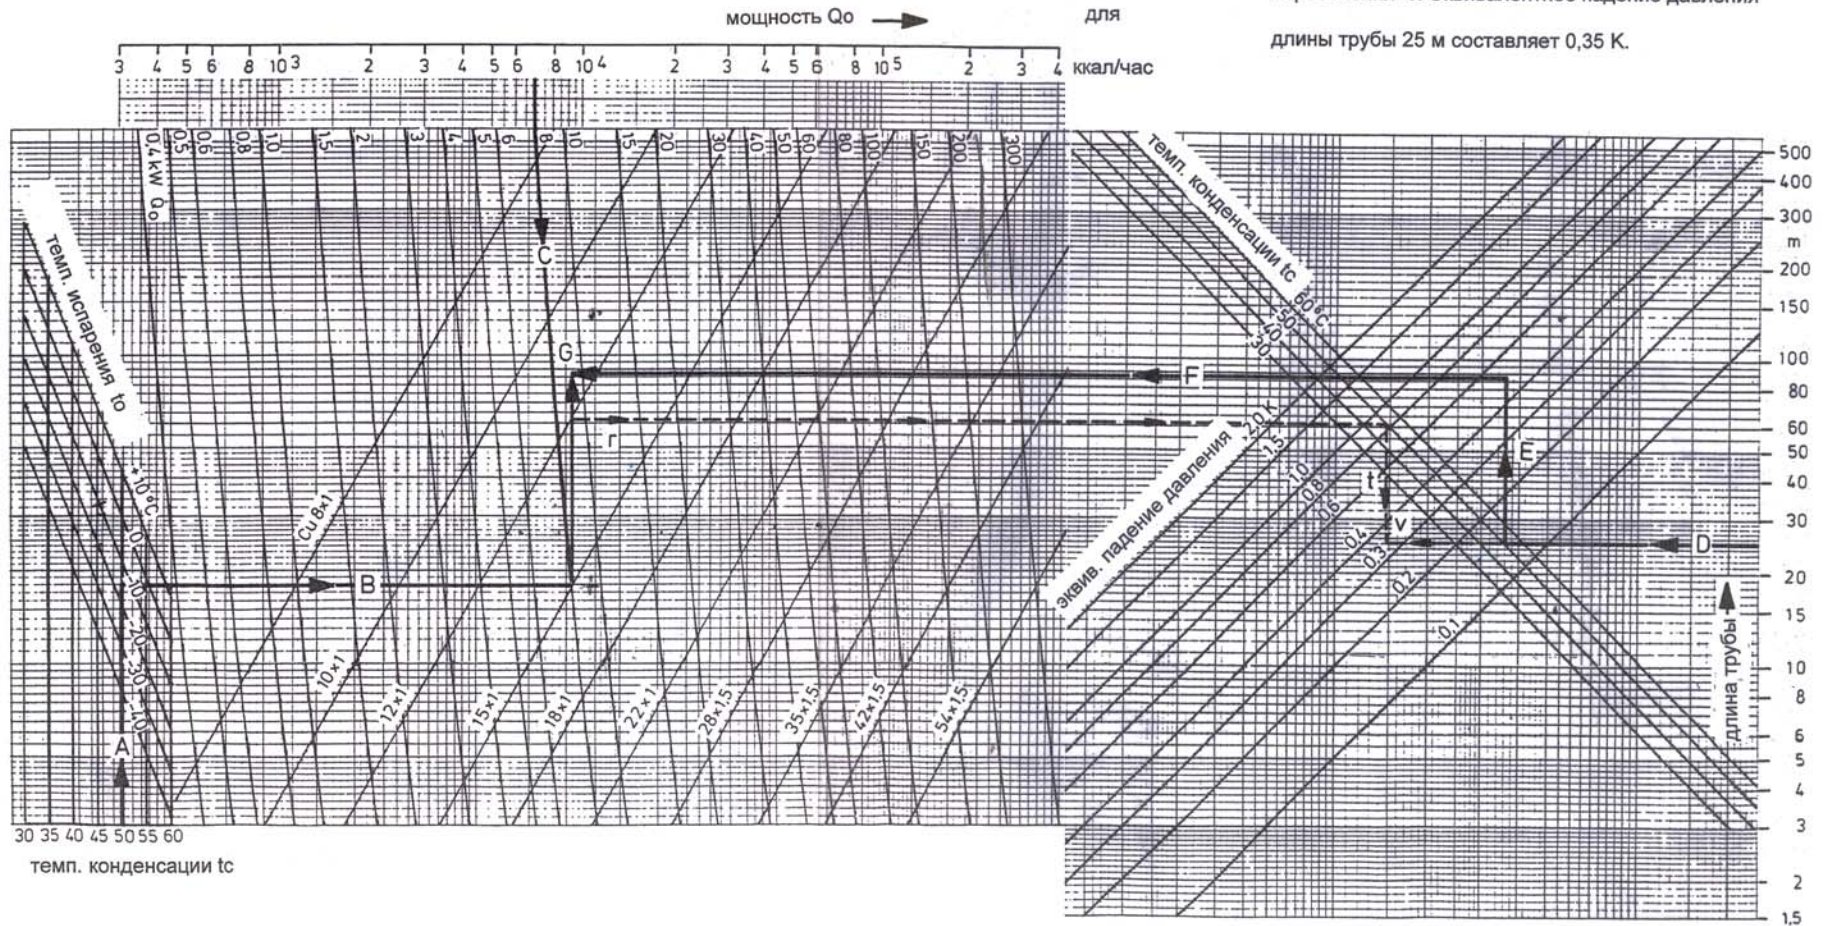 мощность Qo
для
длины трубы 25 м составляет 0,35 К.
3 4 5 6 8 10³ 2 3 4 5 6 8 10⁴ 2 3 4 5 6 8 10⁵ 2 3 4 ккал/час
0,4 kW Qo 0,5 0,6 0,8 1,0 1,5 2 3 4 5 6 8 10 15 20 30 40 50 60 80 100 150 200 300
темп. испарения to
+10°C
0
-10
-20
-30
-40
A
B
C
G
r
Cu 8×1
10×1
12×1
15×1
18×1
22×1
28×1,5
35×1,5
42×1,5
54×1,5
30 35 40 45 50 55 60
темп. конденсации tc
темп. конденсации tc
60°C
50
40
30
F
E
t
v
D
эквив. падение давления
2,0 K
1,5
1,0
0,8
0,6
0,4
0,3
0,2
0,1
длина трубы
500
400
300
m
200
150
100
80
60
50
40
30
20
15
10
8
6
5
4
3
2
1,5